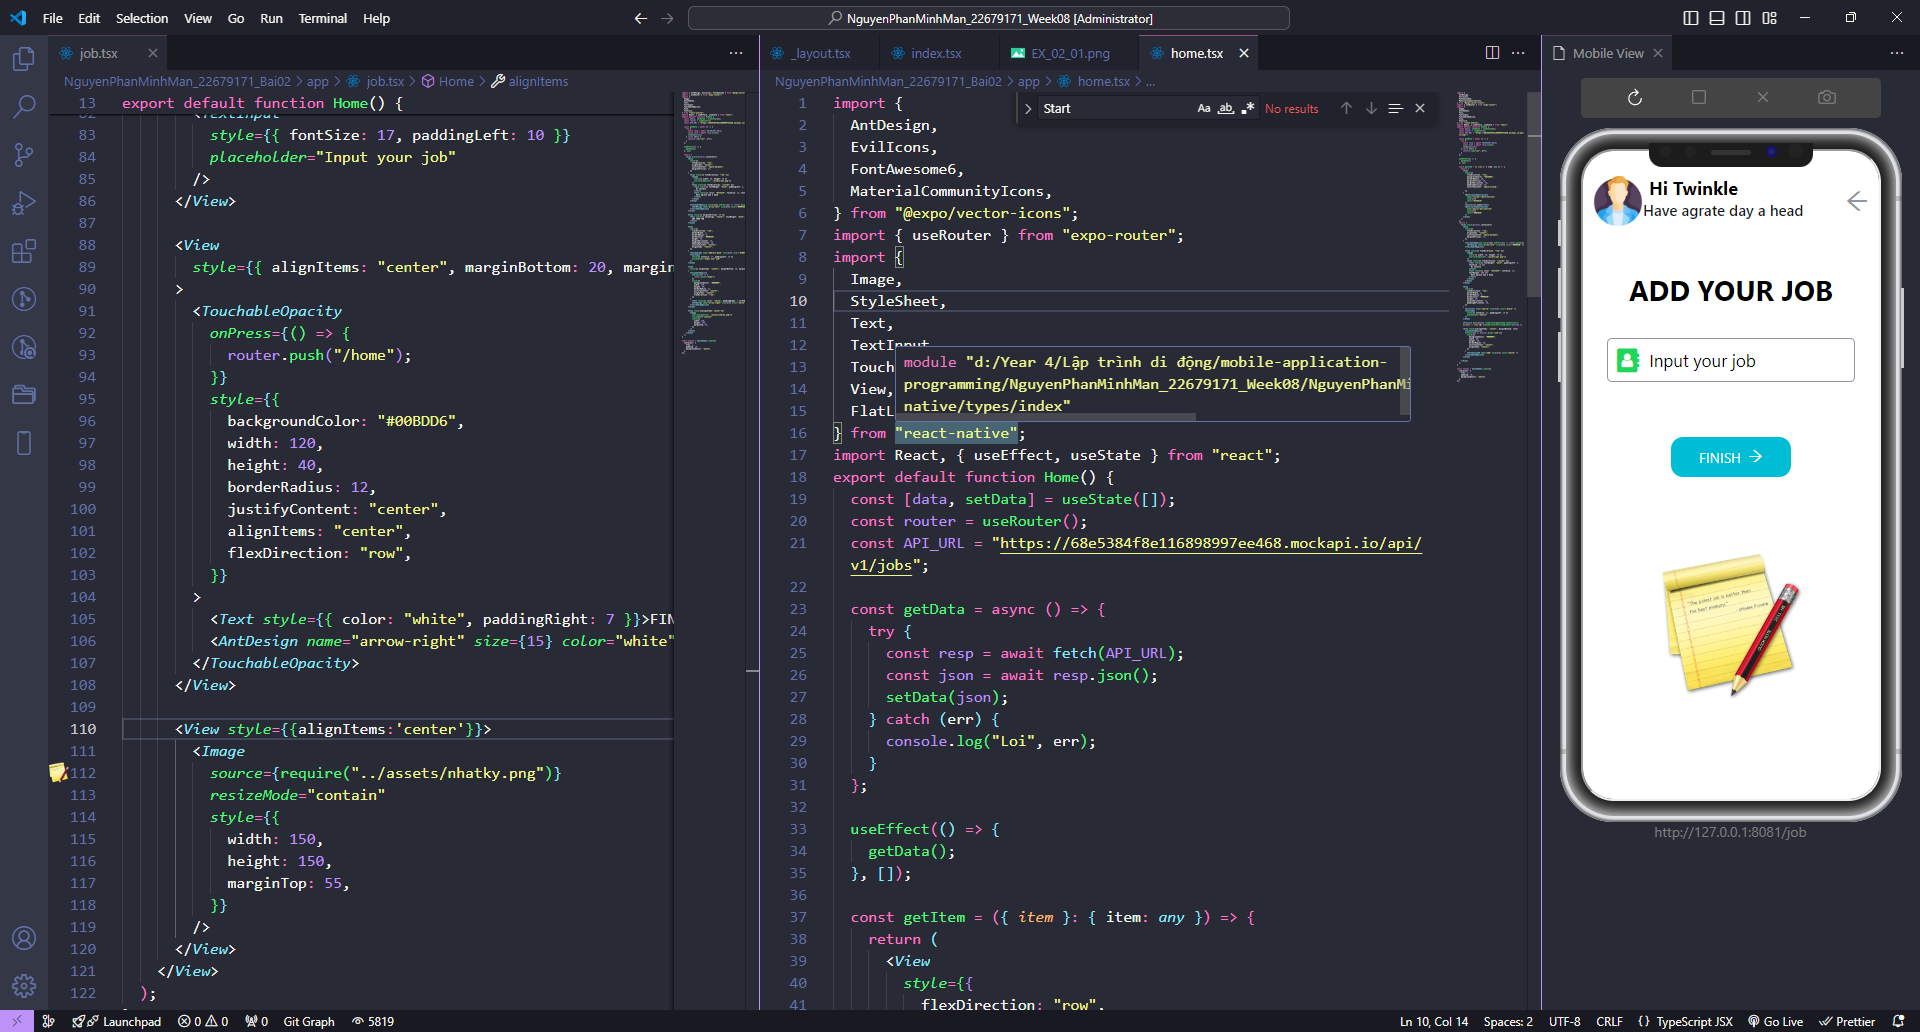 File Edit Selection View Go Run Terminal Help
NguyenPhanMinhMan_22679171_Week08 [Administrator]
job.tsx
NguyenPhanMinhMan_22679171_Bai02 > app > job.tsx > Home > alignItems
13 export default function Home() {
82 <TextInput
83 style={{ fontSize: 17, paddingLeft: 10 }}
84 placeholder="Input your job"
85 />
86 </View>
87
88 <View
89 style={{ alignItems: "center", marginBottom: 20, margin
90 >
91 <TouchableOpacity
92 onPress={() => {
93 router.push("/home");
94 }}
95 style={{
96 backgroundColor: "#00BDD6",
97 width: 120,
98 height: 40,
99 borderRadius: 12,
100 justifyContent: "center",
101 alignItems: "center",
102 flexDirection: "row",
103 }}
104 >
105 <Text style={{ color: "white", paddingRight: 7 }}>FIN
106 <AntDesign name="arrow-right" size={15} color="white"
107 </TouchableOpacity>
108 </View>
109
110 <View style={{alignItems:'center'}}>
111 <Image
112 source={require("../assets/nhatky.png")}
113 resizeMode="contain"
114 style={{
115 width: 150,
116 height: 150,
117 marginTop: 55,
118 }}
119 />
120 </View>
121 </View>
122 );
_layout.tsx index.tsx EX_02_01.png home.tsx
NguyenPhanMinhMan_22679171_Bai02 > app > home.tsx > ...
Start Aa ab .* No results
1 import {
2 AntDesign,
3 EvilIcons,
4 FontAwesome6,
5 MaterialCommunityIcons,
6 } from "@expo/vector-icons";
7 import { useRouter } from "expo-router";
8 import {
9 Image,
10 StyleSheet,
11 Text,
12 TextInput
13 Touch
14 View,
15 FlatL
module "d:/Year 4/Lập trình di động/mobile-application-
programming/NguyenPhanMinhMan_22679171_Week08/NguyenPhanMi
native/types/index"
16 } from "react-native";
17 import React, { useEffect, useState } from "react";
18 export default function Home() {
19 const [data, setData] = useState([]);
20 const router = useRouter();
21 const API_URL = "https://68e5384f8e116898997ee468.mockapi.io/api/
v1/jobs";
22
23 const getData = async () => {
24 try {
25 const resp = await fetch(API_URL);
26 const json = await resp.json();
27 setData(json);
28 } catch (err) {
29 console.log("Loi", err);
30 }
31 };
32
33 useEffect(() => {
34 getData();
35 }, []);
36
37 const getItem = ({ item }: { item: any }) => {
38 return (
39 <View
40 style={{
41 flexDirection: "row",
Mobile View
Hi Twinkle
Have agrate day a head
ADD YOUR JOB
Input your job
FINISH
http://127.0.0.1:8081/job
Launchpad 0 0 0 Git Graph 5819
Ln 10, Col 14 Spaces: 2 UTF-8 CRLF {} TypeScript JSX Go Live Prettier